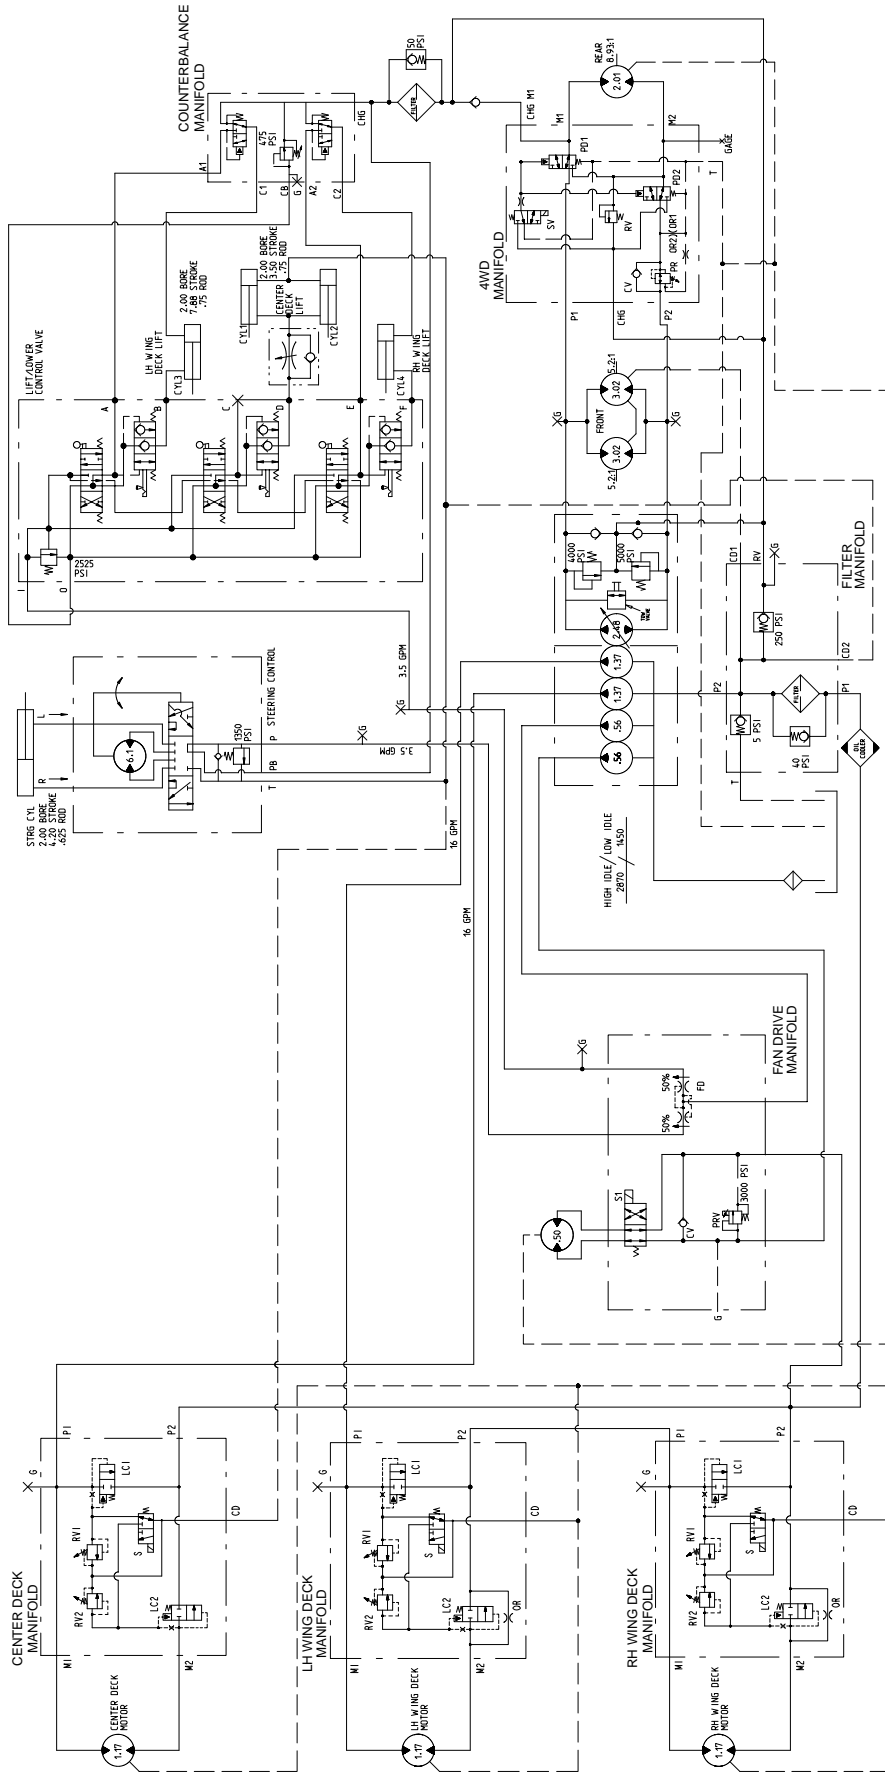 COUNTERBALANCE
MANIFOLD
50
PSI
FILTER
475
PSI
A1
C1
CB
G
A2
C2
CHG
CHG M1
REAR
8.93:1
2.01
M1
M2
GAGE
PD1
PD2
SV
RV
OR2
OR1
CV
PR
T
4WD
MANIFOLD
P1
CHG
P2
LIFT/LOWER
CONTROL VALVE
LH WING
DECK LIFT
2.00 BORE
7.88 STROKE
.75 ROD
CYL3
2.00 BORE
3.50 STROKE
.75 ROD
CENTER
DECK
LIFT
CYL1
CYL2
RH WING
DECK LIFT
CYL4
A
B
C
D
E
F
2525
PSI
I
O
G
FRONT
5.2:1
3.02
5.2:1
3.02
G
4000
PSI
5000
PSI
TOW
VALVE
2.48
1.37
1.37
.56
.56
CD1
RV
G
250 PSI
FILTER
MANIFOLD
CD2
P2
5 PSI
FILTER
P1
40
PSI
T
OIL
COOLER
STRG CYL
2.00 BORE
4.20 STROKE
.625 ROD
R
L
6.1
1350
PSI
STEERING CONTROL
P
PB
T
G
G
3.5 GPM
3.5 GPM
16 GPM
16 GPM
HIGH IDLE/LOW IDLE
2870 / 1450
FAN DRIVE
MANIFOLD
G
50%
50%
FD
S1
.50
CV
PRV
3000 PSI
G
CENTER DECK
MANIFOLD
G
P1
P2
LC1
RV1
RV2
S
LC2
CD
M1
M2
CENTER DECK
MOTOR
1.17
LH WING DECK
MANIFOLD
G
P1
P2
LC1
RV1
RV2
S
LC2
OR
CD
M1
M2
LH WING DECK
MOTOR
1.17
RH WING DECK
MANIFOLD
G
P1
P2
LC1
RV1
RV2
S
LC2
OR
CD
M1
M2
RH WING DECK
MOTOR
1.17